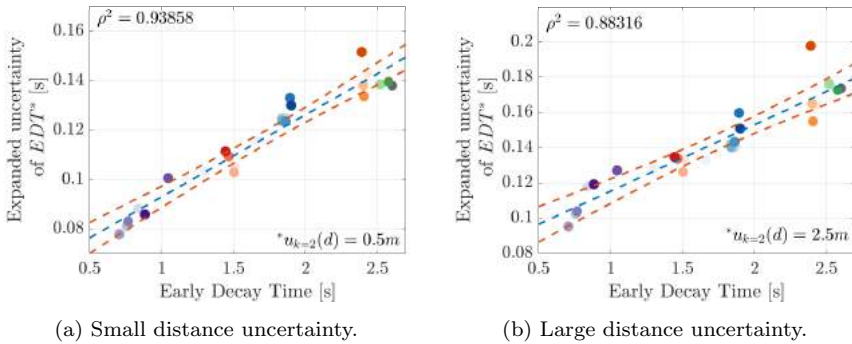 ρ² = 0.93858
Expanded uncertainty
of EDT* [s]
0.16
0.14
0.12
0.1
0.08
*u_{k=2}(d) = 0.5m
0.5 1 1.5 2 2.5
Early Decay Time [s]
(a) Small distance uncertainty.
ρ² = 0.88316
Expanded uncertainty
of EDT* [s]
0.2
0.18
0.16
0.14
0.12
0.1
0.08
*u_{k=2}(d) = 2.5m
0.5 1 1.5 2 2.5
Early Decay Time [s]
(b) Large distance uncertainty.